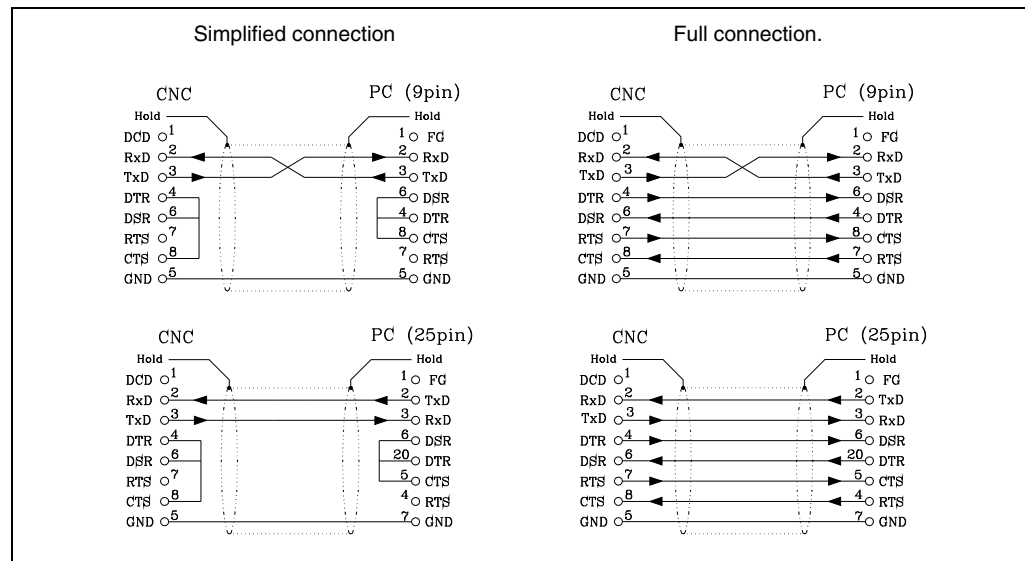 Simplified connection
Full connection.
CNC PC (9pin)
Hold Hold
DCD 1 1 FG
RxD 2 2 RxD
TxD 3 3 TxD
DTR 4 6 DSR
DSR 6 4 DTR
RTS 7 8 CTS
CTS 8 7 RTS
GND 5 5 GND
CNC PC (9pin)
Hold Hold
DCD 1 1 FG
RxD 2 2 RxD
TxD 3 3 TxD
DTR 4 6 DSR
DSR 6 4 DTR
RTS 7 8 CTS
CTS 8 7 RTS
GND 5 5 GND
CNC PC (25pin)
Hold Hold
DCD 1 1 FG
RxD 2 2 TxD
TxD 3 3 RxD
DTR 4 6 DSR
DSR 6 20 DTR
RTS 7 5 CTS
CTS 8 4 RTS
GND 5 7 GND
CNC PC (25pin)
Hold Hold
DCD 1 1 FG
RxD 2 2 TxD
TxD 3 3 RxD
DTR 4 6 DSR
DSR 6 20 DTR
RTS 7 5 CTS
CTS 8 4 RTS
GND 5 7 GND